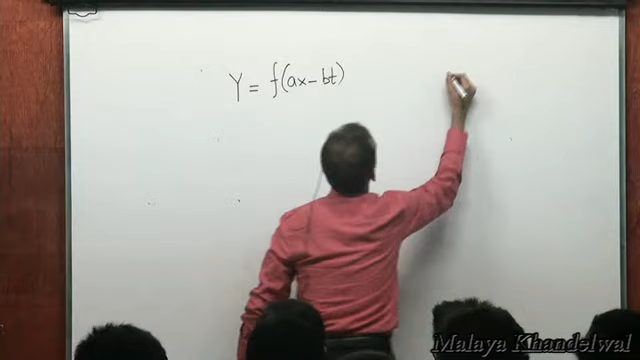 Y = f(ax - bt)
Malaya Khandelwal